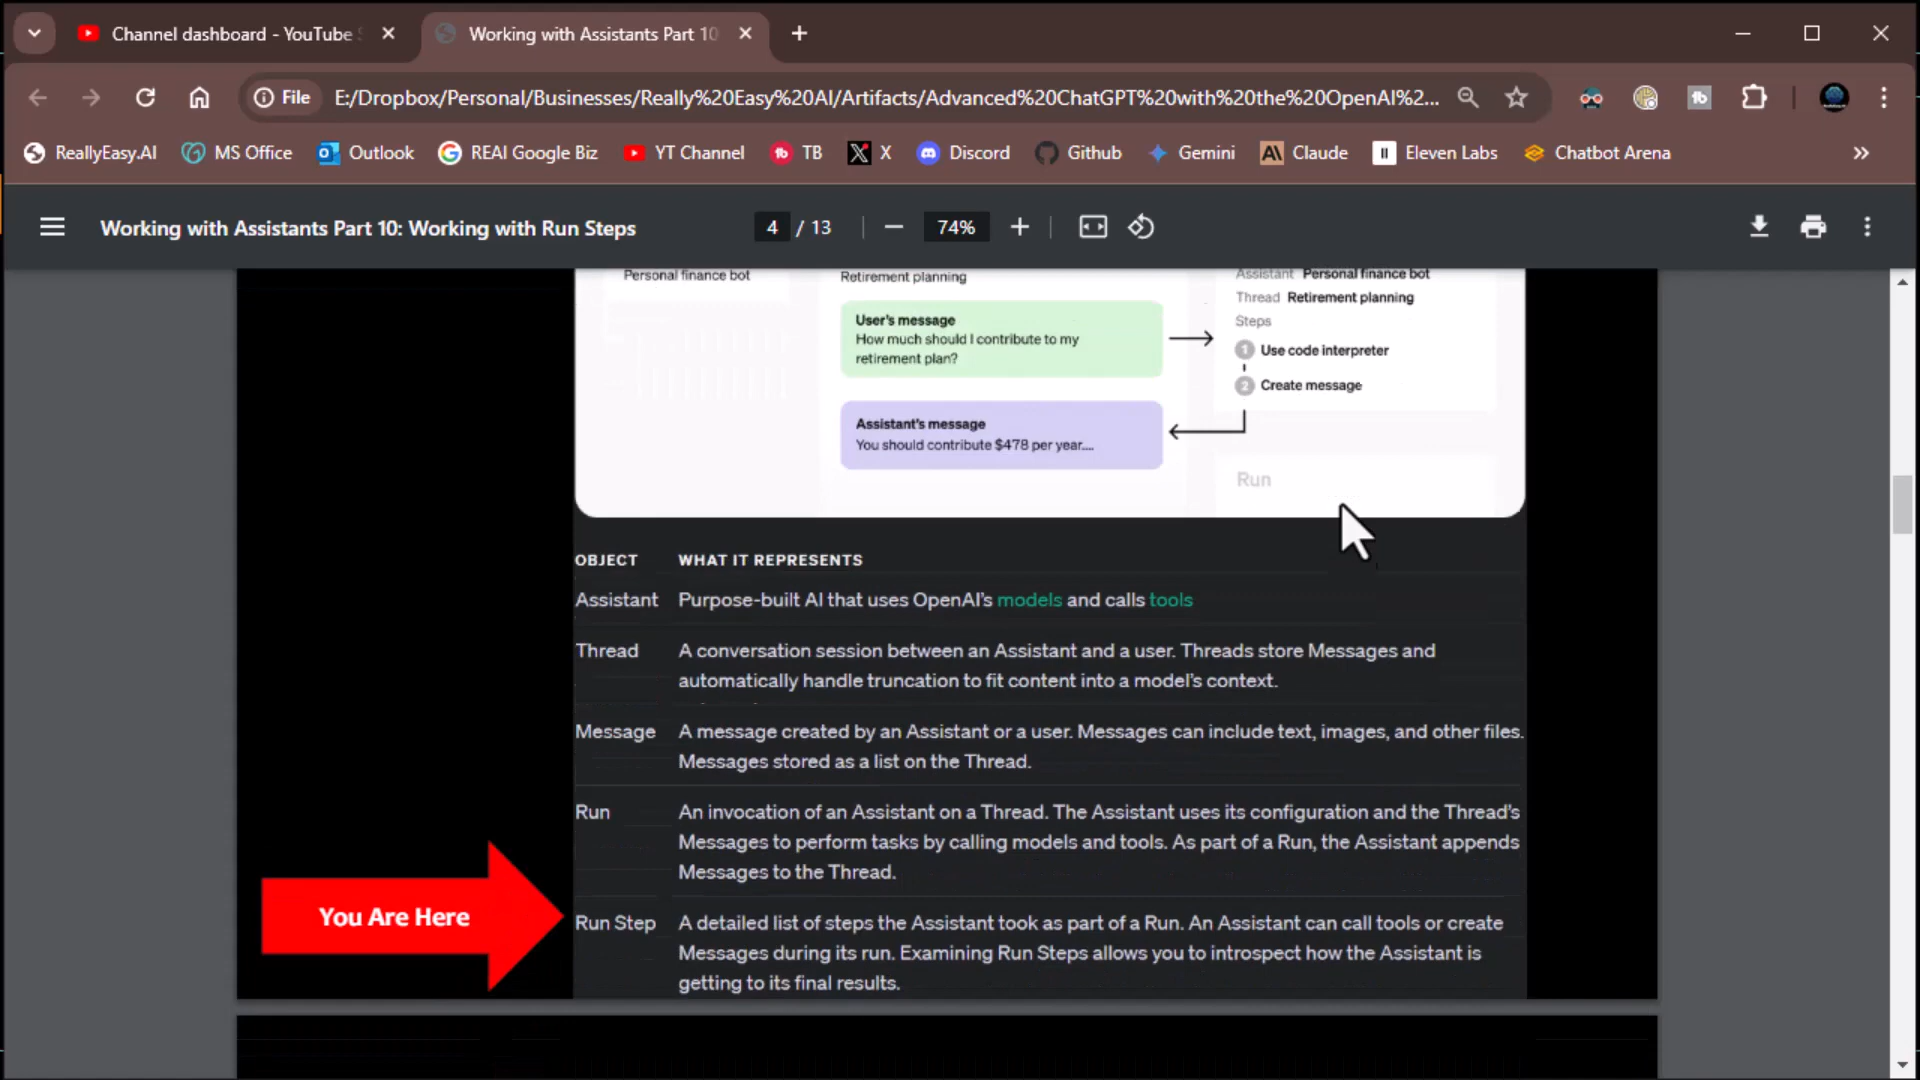 Channel dashboard - YouTube S
Working with Assistants Part 10
File
E:/Dropbox/Personal/Businesses/Really%20Easy%20AI/Artifacts/Advanced%20ChatGPT%20with%20the%20OpenAI%2...
ReallyEasy.AI
MS Office
Outlook
REAI Google Biz
YT Channel
TB
X
Discord
Github
Gemini
Claude
Eleven Labs
Chatbot Arena
Working with Assistants Part 10: Working with Run Steps
4 / 13
74%
Personal finance bot
Retirement planning
Assistant Personal finance bot
Thread Retirement planning
Steps
1 Use code interpreter
2 Create message
User's message
How much should I contribute to my
retirement plan?
Assistant's message
You should contribute $478 per year....
Run
OBJECT WHAT IT REPRESENTS
Assistant Purpose-built AI that uses OpenAI's models and calls tools
Thread A conversation session between an Assistant and a user. Threads store Messages and
automatically handle truncation to fit content into a model's context.
Message A message created by an Assistant or a user. Messages can include text, images, and other files.
Messages stored as a list on the Thread.
Run An invocation of an Assistant on a Thread. The Assistant uses its configuration and the Thread's
Messages to perform tasks by calling models and tools. As part of a Run, the Assistant appends
Messages to the Thread.
You Are Here
Run Step A detailed list of steps the Assistant took as part of a Run. An Assistant can call tools or create
Messages during its run. Examining Run Steps allows you to introspect how the Assistant is
getting to its final results.